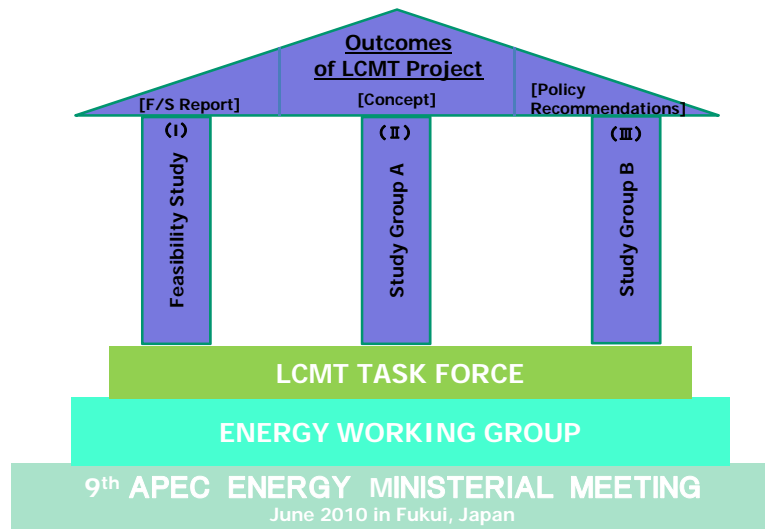 Outcomes
of LCMT Project
[F/S Report]
[Concept]
[Policy
Recommendations]
(I)
Feasibility Study
(Ⅱ)
Study Group A
(Ⅲ)
Study Group B
LCMT TASK FORCE
ENERGY WORKING GROUP
9th APEC ENERGY MINISTERIAL MEETING
June 2010 in Fukui, Japan